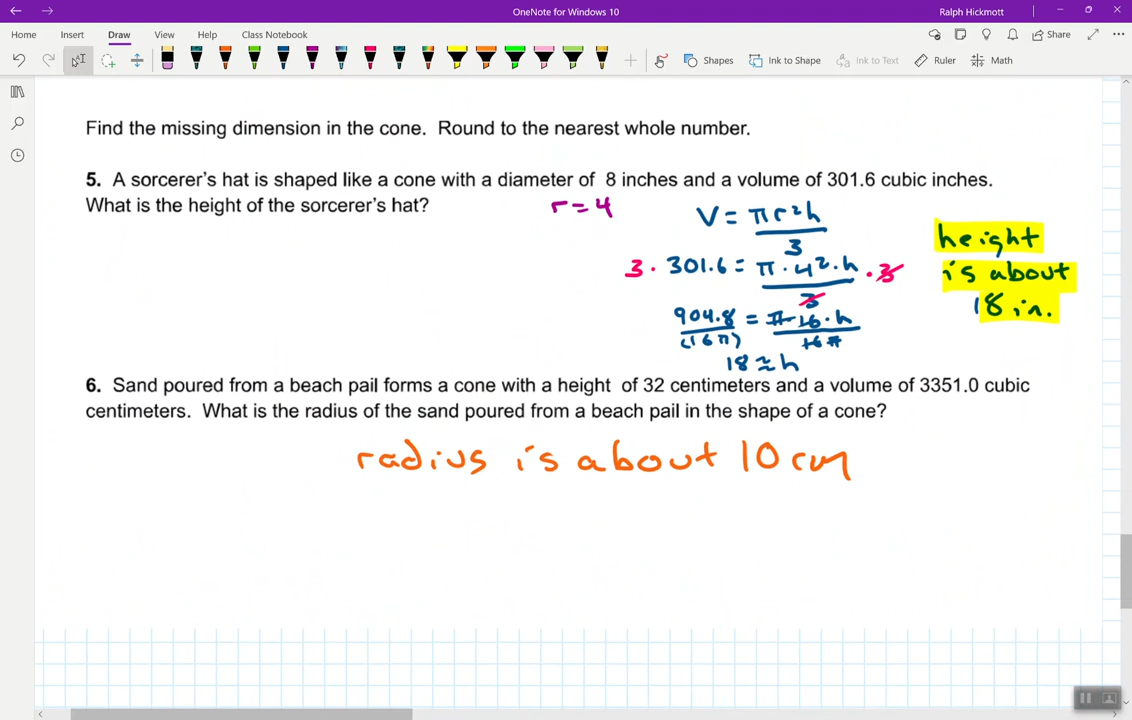 OneNote for Windows 10
Ralph Hickmott
Home Insert Draw View Help Class Notebook
Share
Shapes Ink to Shape Ink to Text Ruler Math
Find the missing dimension in the cone. Round to the nearest whole number.
5. A sorcerer's hat is shaped like a cone with a diameter of 8 inches and a volume of 301.6 cubic inches.
What is the height of the sorcerer's hat?
r = 4
V = πr²h
3
3 · 301.6 = π · 4² · h · 3
3
904.8 = π · 16 · h
(16π) 16π
18 ≈ h
height
is about
18 in.
6. Sand poured from a beach pail forms a cone with a height of 32 centimeters and a volume of 3351.0 cubic
centimeters. What is the radius of the sand poured from a beach pail in the shape of a cone?
radius is about 10 cm